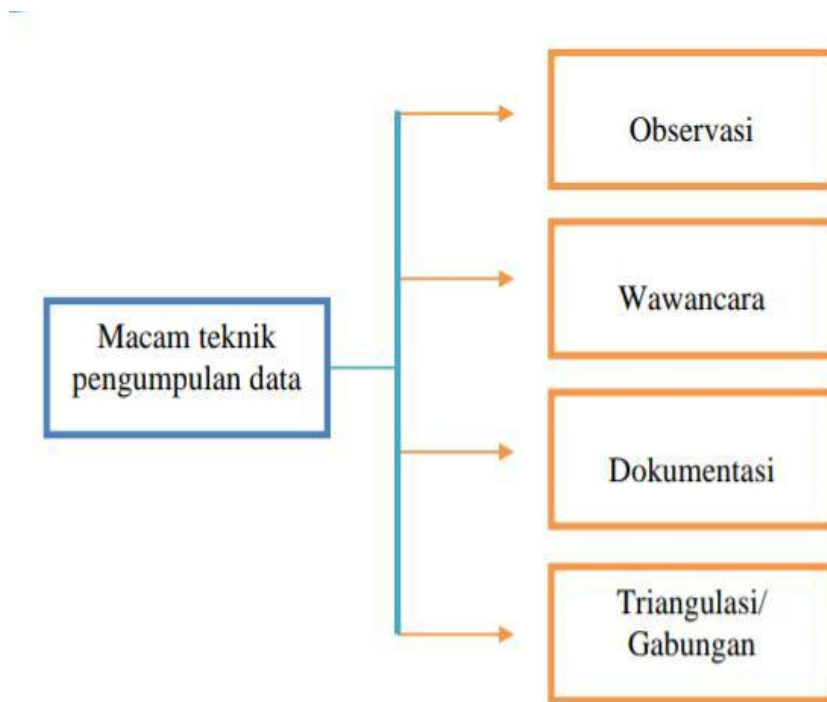 Macam teknik
pengumpulan data
Observasi
Wawancara
Dokumentasi
Triangulasi/
Gabungan